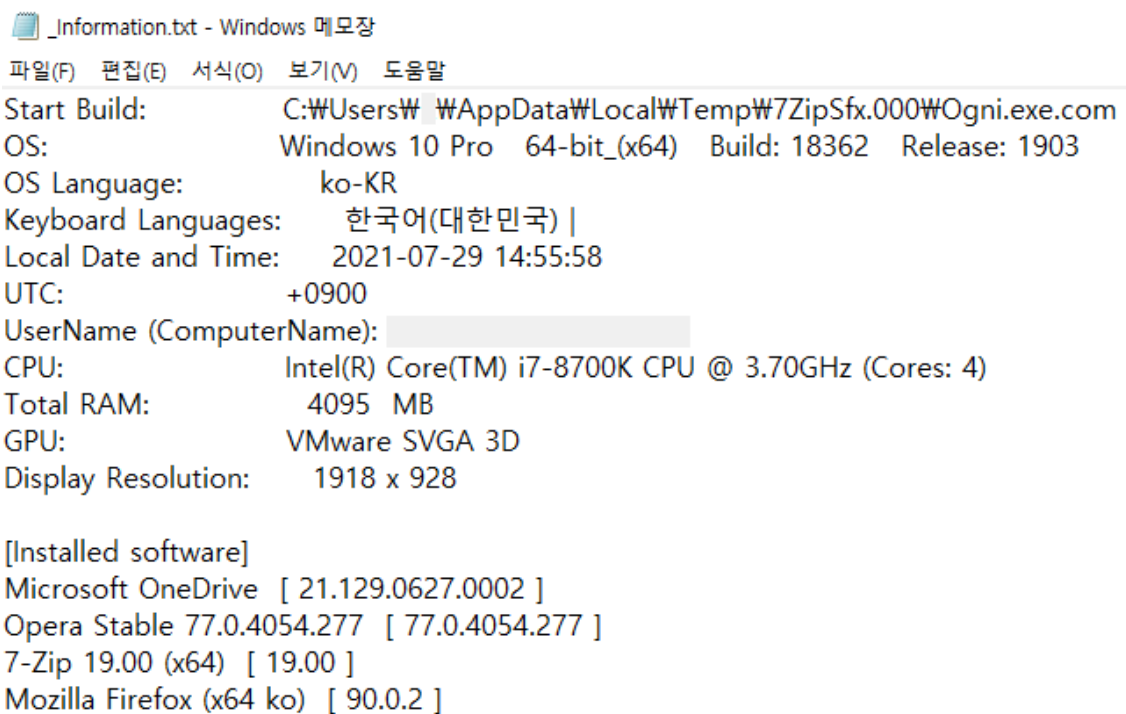 _Information.txt - Windows 메모장
파일(F) 편집(E) 서식(O) 보기(V) 도움말
Start Build: C:₩Users₩ ₩AppData₩Local₩Temp₩7ZipSfx.000₩Ogni.exe.com
OS: Windows 10 Pro 64-bit_(x64) Build: 18362 Release: 1903
OS Language: ko-KR
Keyboard Languages: 한국어(대한민국) |
Local Date and Time: 2021-07-29 14:55:58
UTC: +0900
UserName (ComputerName):
CPU: Intel(R) Core(TM) i7-8700K CPU @ 3.70GHz (Cores: 4)
Total RAM: 4095 MB
GPU: VMware SVGA 3D
Display Resolution: 1918 x 928
[Installed software]
Microsoft OneDrive [ 21.129.0627.0002 ]
Opera Stable 77.0.4054.277 [ 77.0.4054.277 ]
7-Zip 19.00 (x64) [ 19.00 ]
Mozilla Firefox (x64 ko) [ 90.0.2 ]